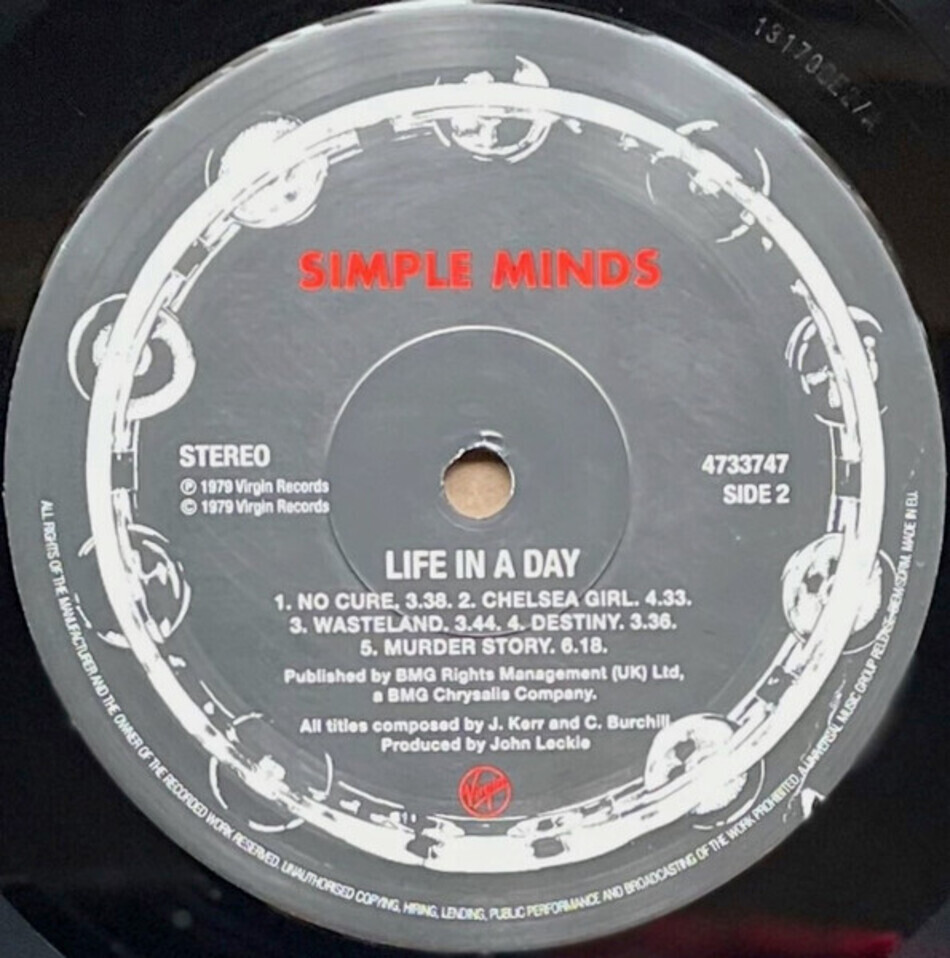 SIMPLE MINDS
STEREO
℗ 1979 Virgin Records
© 1979 Virgin Records
4733747
SIDE 2
LIFE IN A DAY
1. NO CURE. 3.38. 2. CHELSEA GIRL. 4.33.
3. WASTELAND. 3.44. 4. DESTINY. 3.36.
5. MURDER STORY. 6.18.
Published by BMG Rights Management (UK) Ltd,
a BMG Chrysalis Company.
All titles composed by J. Kerr and C. Burchill
Produced by John Leckie
Virgin
ALL RIGHTS OF THE MANUFACTURER AND THE OWNER OF THE RECORDED WORK RESERVED. UNAUTHORISED COPYING, HIRING, LENDING, PUBLIC PERFORMANCE AND BROADCASTING OF THE WORK PROHIBITED. A UNIVERSAL MUSIC GROUP RELEASE. MADE IN EU.